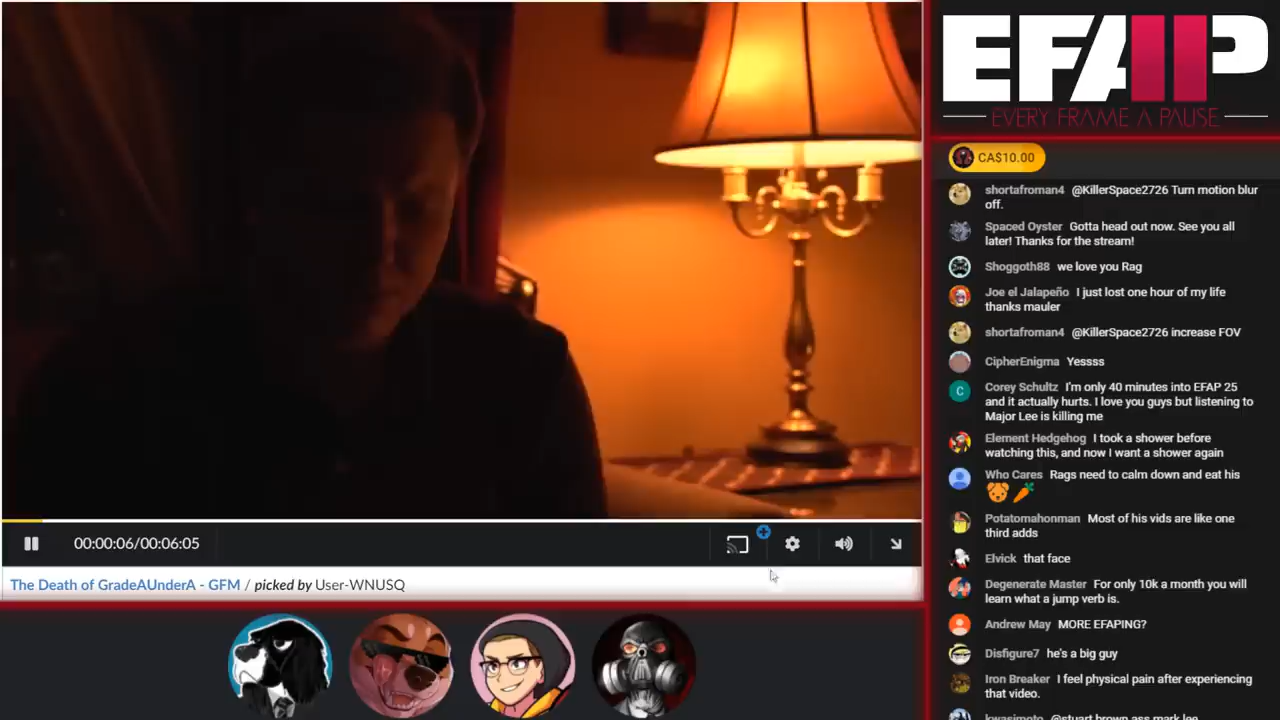 EFAP
EVERY FRAME A PAUSE
CA$10.00
shortafroman4 @KillerSpace2726 Turn motion blur
off.
Spaced Oyster Gotta head out now. See you all
later! Thanks for the stream!
Shoggoth88 we love you Rag
Joe el Jalapeño I just lost one hour of my life
thanks mauler
shortafroman4 @KillerSpace2726 increase FOV
CipherEnigma Yessss
C
Corey Schultz I'm only 40 minutes into EFAP 25
and it actually hurts. I love you guys but listening to
Major Lee is killing me
Element Hedgehog I took a shower before
watching this, and now I want a shower again
Who Cares Rags need to calm down and eat his
🐶 🥕
Potatomahonman Most of his vids are like one
third adds
Elvick that face
Degenerate Master For only 10k a month you will
learn what a jump verb is.
Andrew May MORE EFAPING?
Disfigure7 he's a big guy
Iron Breaker I feel physical pain after experiencing
that video.
kwasimoto @stuart brown ass mark lee
00:00:06/00:06:05
The Death of GradeAUnderA - GFM / picked by User-WNUSQ